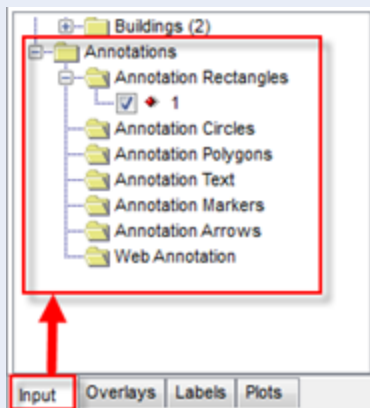 Buildings (2)
Annotations
Annotation Rectangles
1
Annotation Circles
Annotation Polygons
Annotation Text
Annotation Markers
Annotation Arrows
Web Annotation
Input Overlays Labels Plots